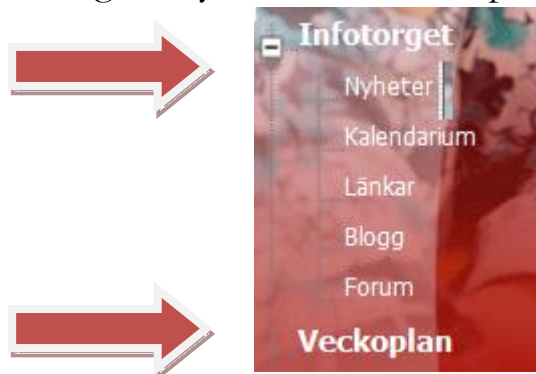 Infotorget
Nyheter
Kalendarium
Länkar
Blogg
Forum
Veckoplan